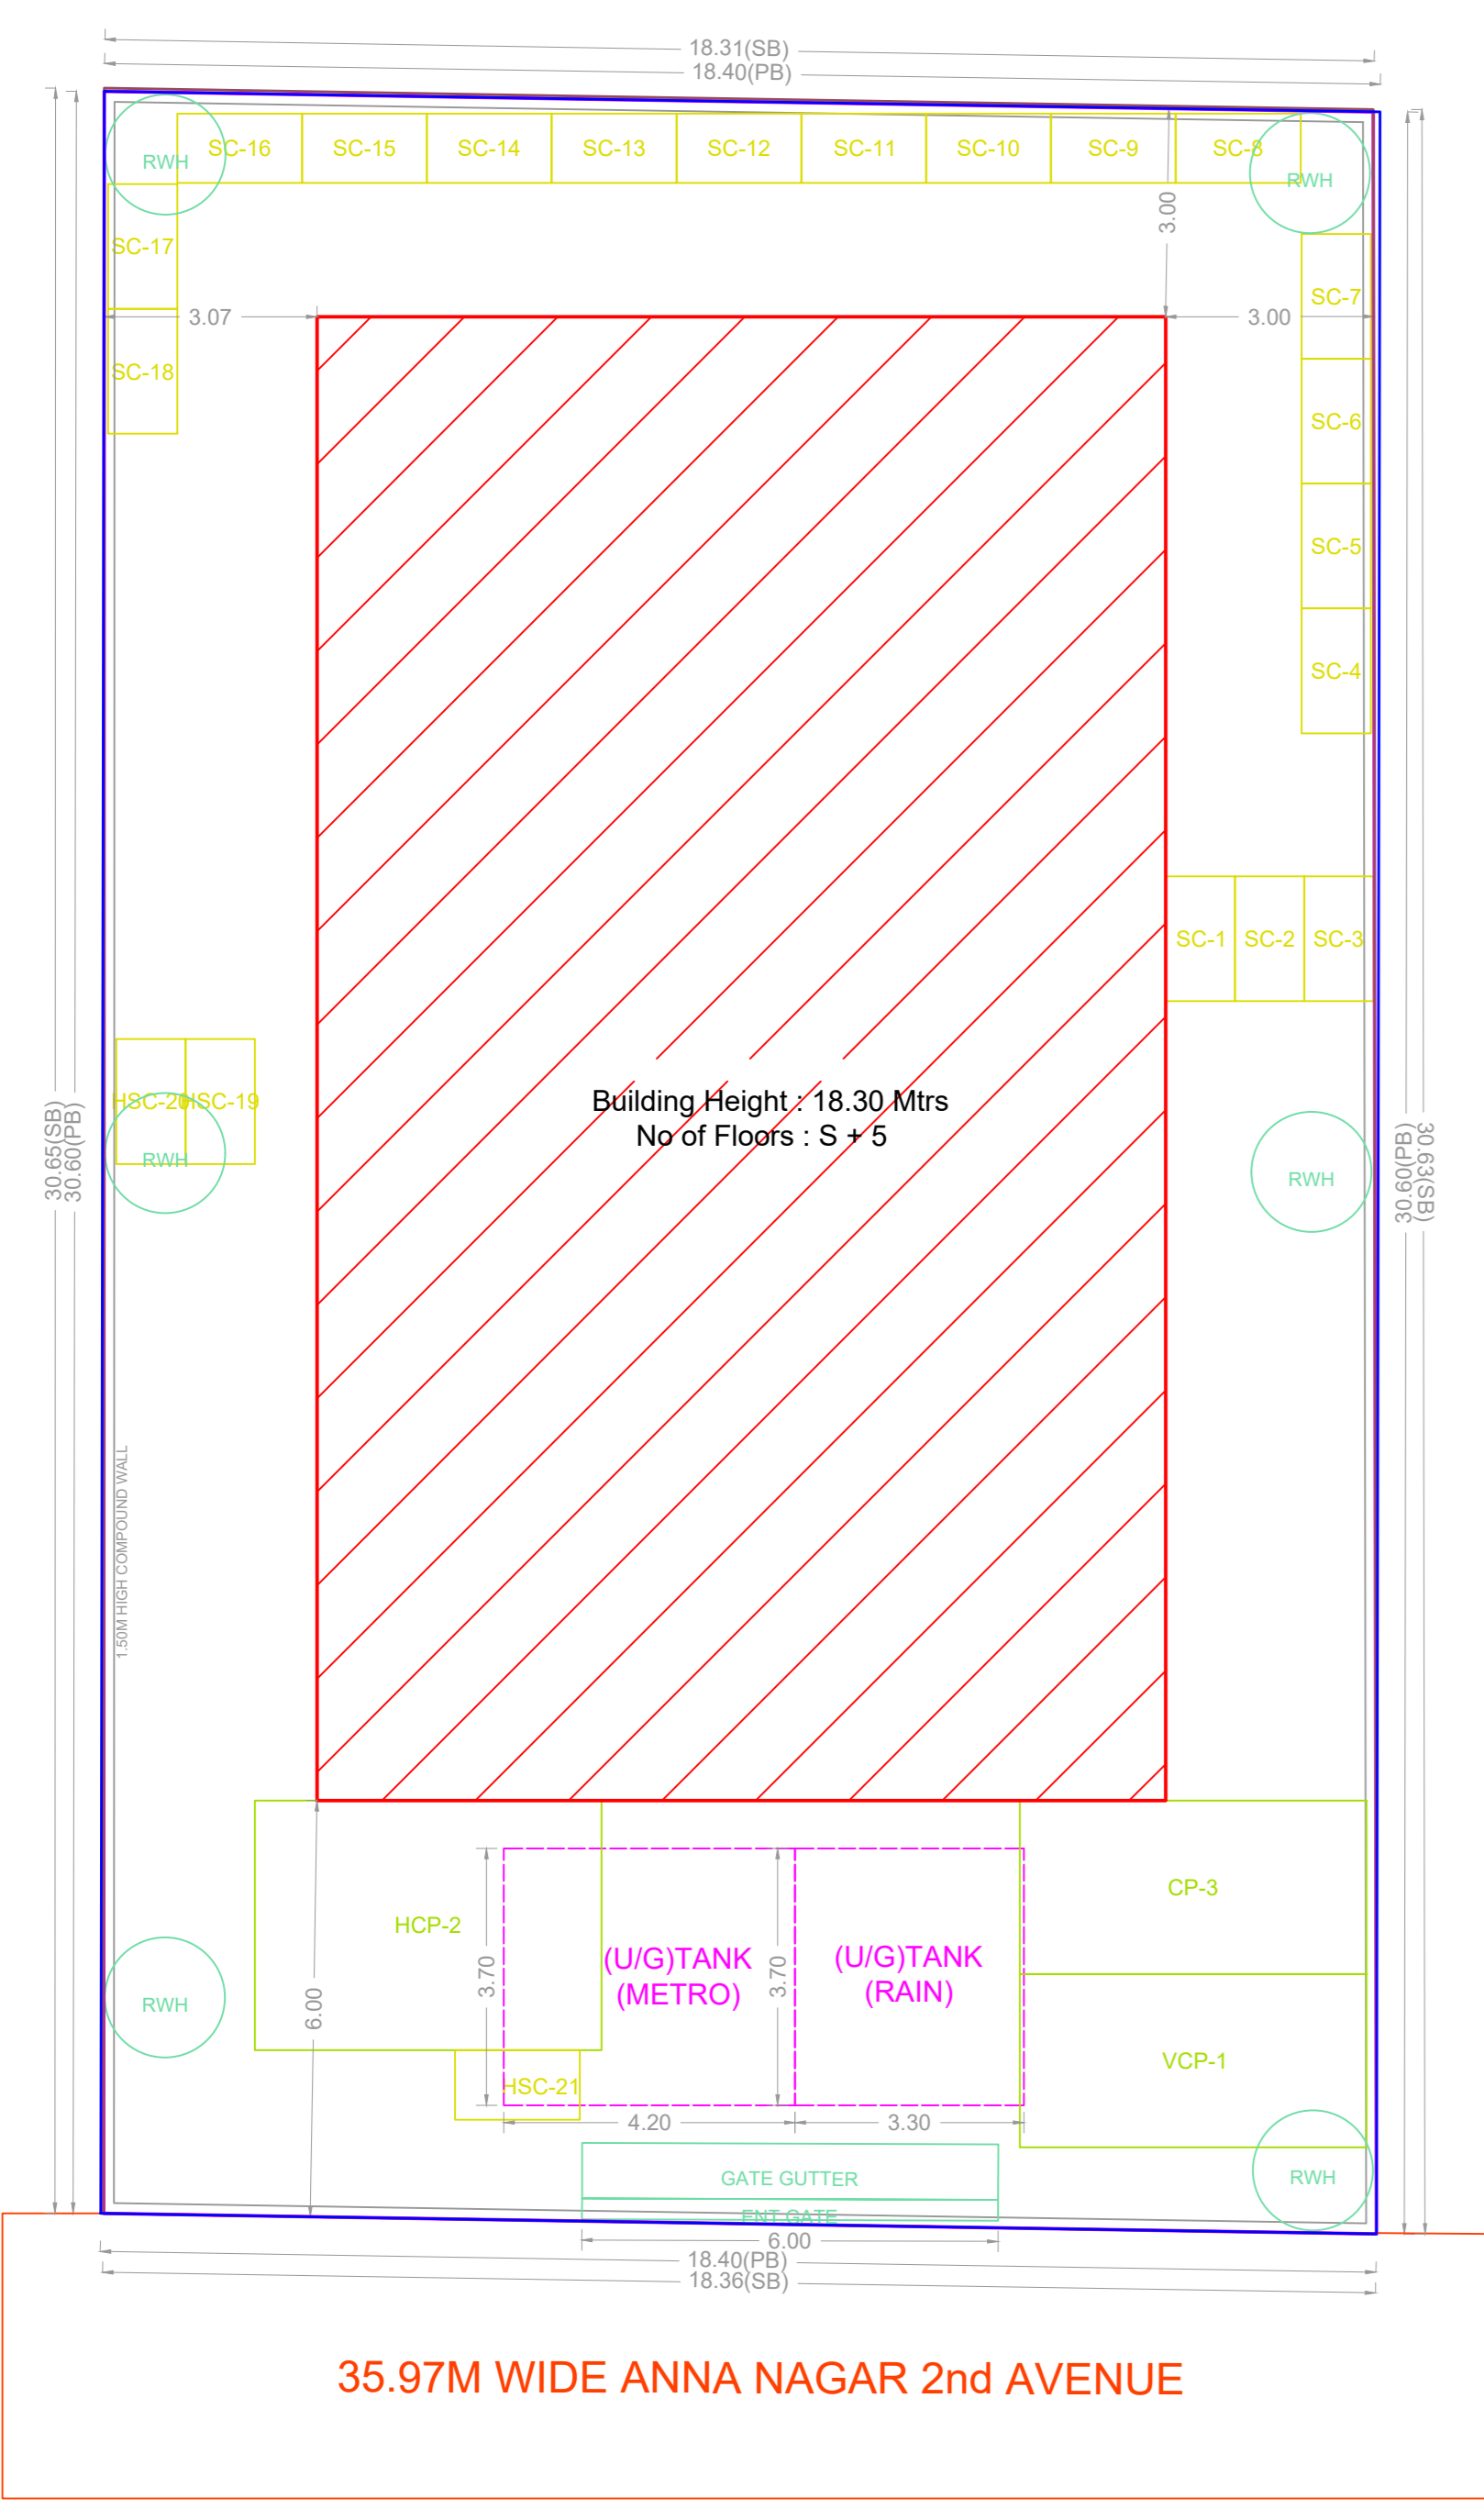 18.31(SB)
18.40(PB)
RWH
SC-16
SC-15
SC-14
SC-13
SC-12
SC-11
SC-10
SC-9
SC-8
RWH
3.00
SC-17
SC-7
3.07
3.00
SC-18
SC-6
SC-5
SC-4
SC-1
SC-2
SC-3
HSC-20
HSC-19
Building Height : 18.30 Mtrs
No of Floors : S + 5
30.65(SB)
30.60(PB)
30.60(PB)
30.63(SB)
RWH
RWH
1.50M HIGH COMPOUND WALL
CP-3
HCP-2
(U/G)TANK
(METRO)
(U/G)TANK
(RAIN)
3.70
3.70
6.00
RWH
VCP-1
HSC-21
4.20
3.30
GATE GUTTER
RWH
ENT GATE
6.00
18.40(PB)
18.36(SB)
35.97M WIDE ANNA NAGAR 2nd AVENUE